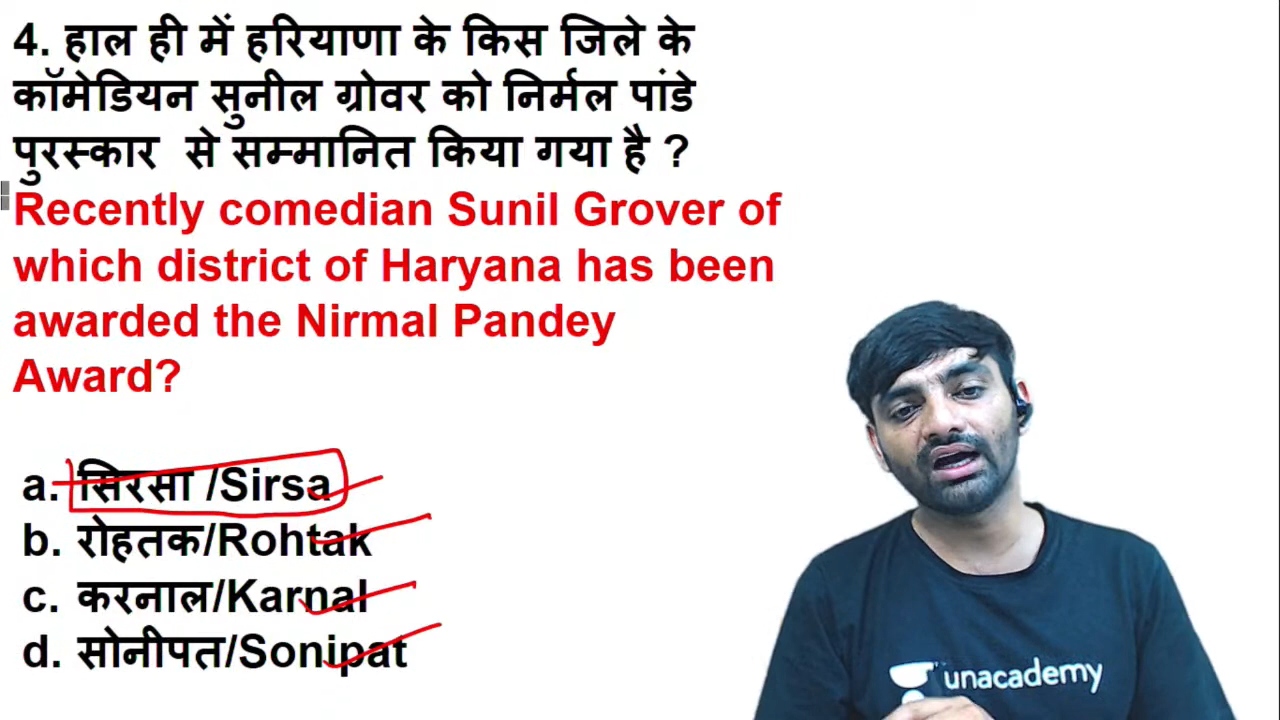 4. हाल ही में हरियाणा के किस जिले के
कॉमेडियन सुनील ग्रोवर को निर्मल पांडे
पुरस्कार से सम्मानित किया गया है ?
Recently comedian Sunil Grover of
which district of Haryana has been
awarded the Nirmal Pandey
Award?
a. सिरसा /Sirsa
b. रोहतक/Rohtak
c. करनाल/Karnal
d. सोनीपत/Sonipat
unacademy